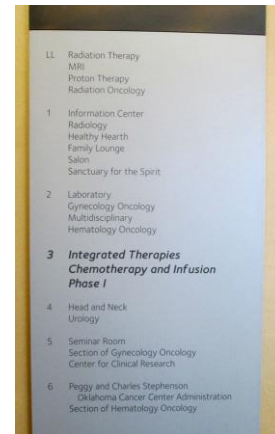 LL Radiation Therapy
MRI
Proton Therapy
Radiation Oncology
1 Information Center
Radiology
Healthy Hearth
Family Lounge
Salon
Sanctuary for the Spirit
2 Laboratory
Gynecology Oncology
Multidisciplinary
Hematology Oncology
3 Integrated Therapies
Chemotherapy and Infusion
Phase I
4 Head and Neck
Urology
5 Seminar Room
Section of Gynecology Oncology
Center for Clinical Research
6 Peggy and Charles Stephenson
Oklahoma Cancer Center Administration
Section of Hematology Oncology